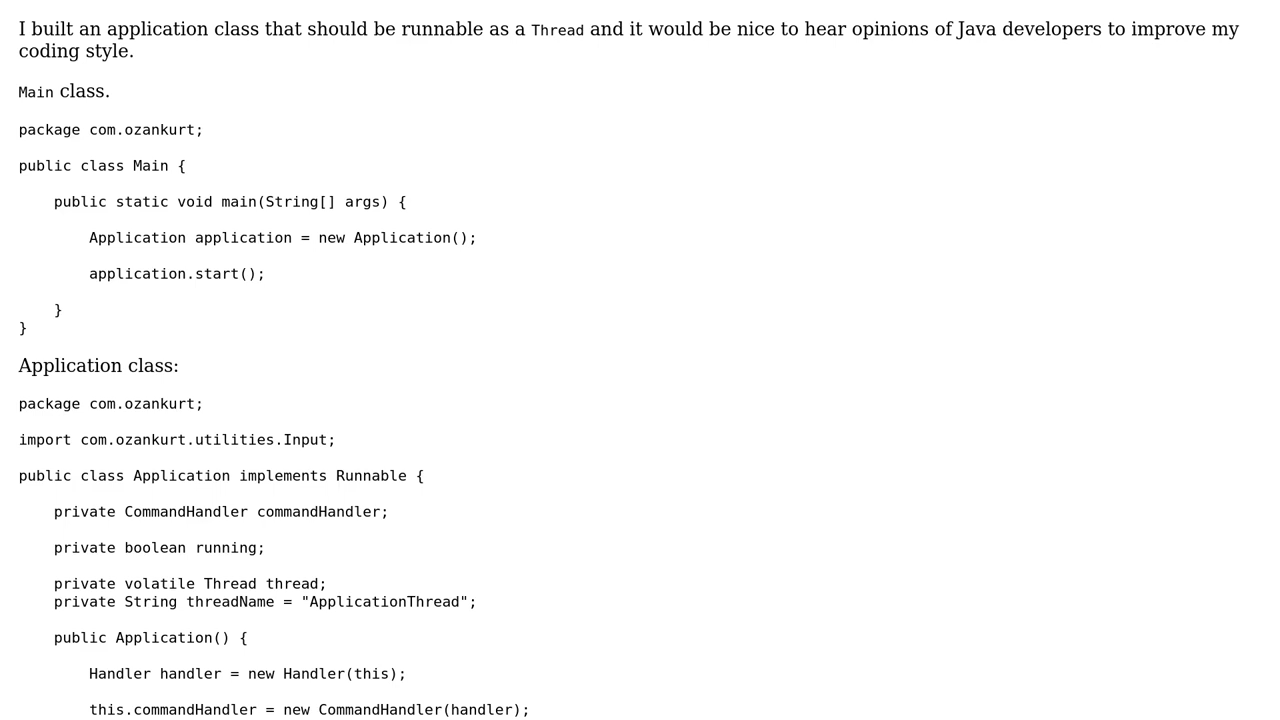 I built an application class that should be runnable as a Thread and it would be nice to hear opinions of Java developers to improve my
coding style.
Main class.
package com.ozankurt;
public class Main {
    public static void main(String[] args) {
        Application application = new Application();
        application.start();
    }
}
Application class:
package com.ozankurt;
import com.ozankurt.utilities.Input;
public class Application implements Runnable {
    private CommandHandler commandHandler;
    private boolean running;
    private volatile Thread thread;
    private String threadName = "ApplicationThread";
    public Application() {
        Handler handler = new Handler(this);
        this.commandHandler = new CommandHandler(handler);